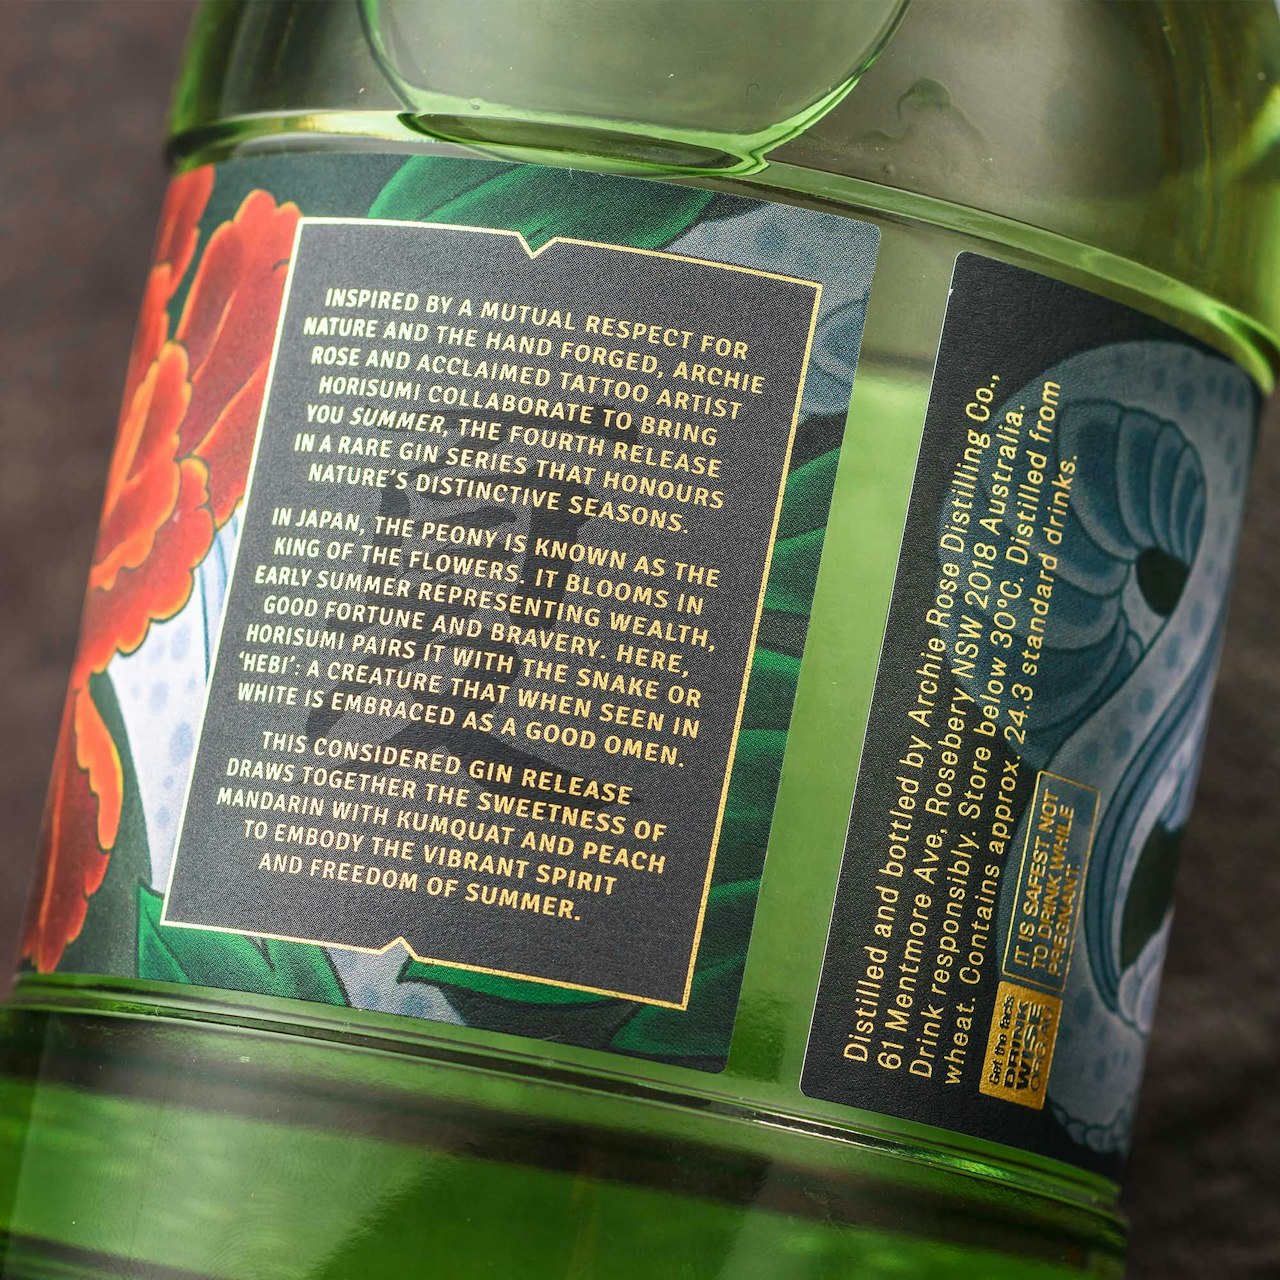 INSPIRED BY A MUTUAL RESPECT FOR
NATURE AND THE HAND FORGED, ARCHIE
ROSE AND ACCLAIMED TATTOO ARTIST
HORISUMI COLLABORATE TO BRING
YOU SUMMER, THE FOURTH RELEASE
IN A RARE GIN SERIES THAT HONOURS
NATURE'S DISTINCTIVE SEASONS.
IN JAPAN, THE PEONY IS KNOWN AS THE
KING OF THE FLOWERS. IT BLOOMS IN
EARLY SUMMER REPRESENTING WEALTH,
GOOD FORTUNE AND BRAVERY. HERE,
HORISUMI PAIRS IT WITH THE SNAKE OR
'HEBI': A CREATURE THAT WHEN SEEN IN
WHITE IS EMBRACED AS A GOOD OMEN.
THIS CONSIDERED GIN RELEASE
DRAWS TOGETHER THE SWEETNESS OF
MANDARIN WITH KUMQUAT AND PEACH
TO EMBODY THE VIBRANT SPIRIT
AND FREEDOM OF SUMMER.
Distilled and bottled by Archie Rose Distilling Co.,
61 Mentmore Ave, Rosebery NSW 2018 Australia.
Drink responsibly. Store below 30°C. Distilled from
wheat. Contains approx. 24.3 standard drinks.
Get the facts
DRINK
WISE
ORG.AU
IT IS SAFEST NOT
TO DRINK WHILE
PREGNANT